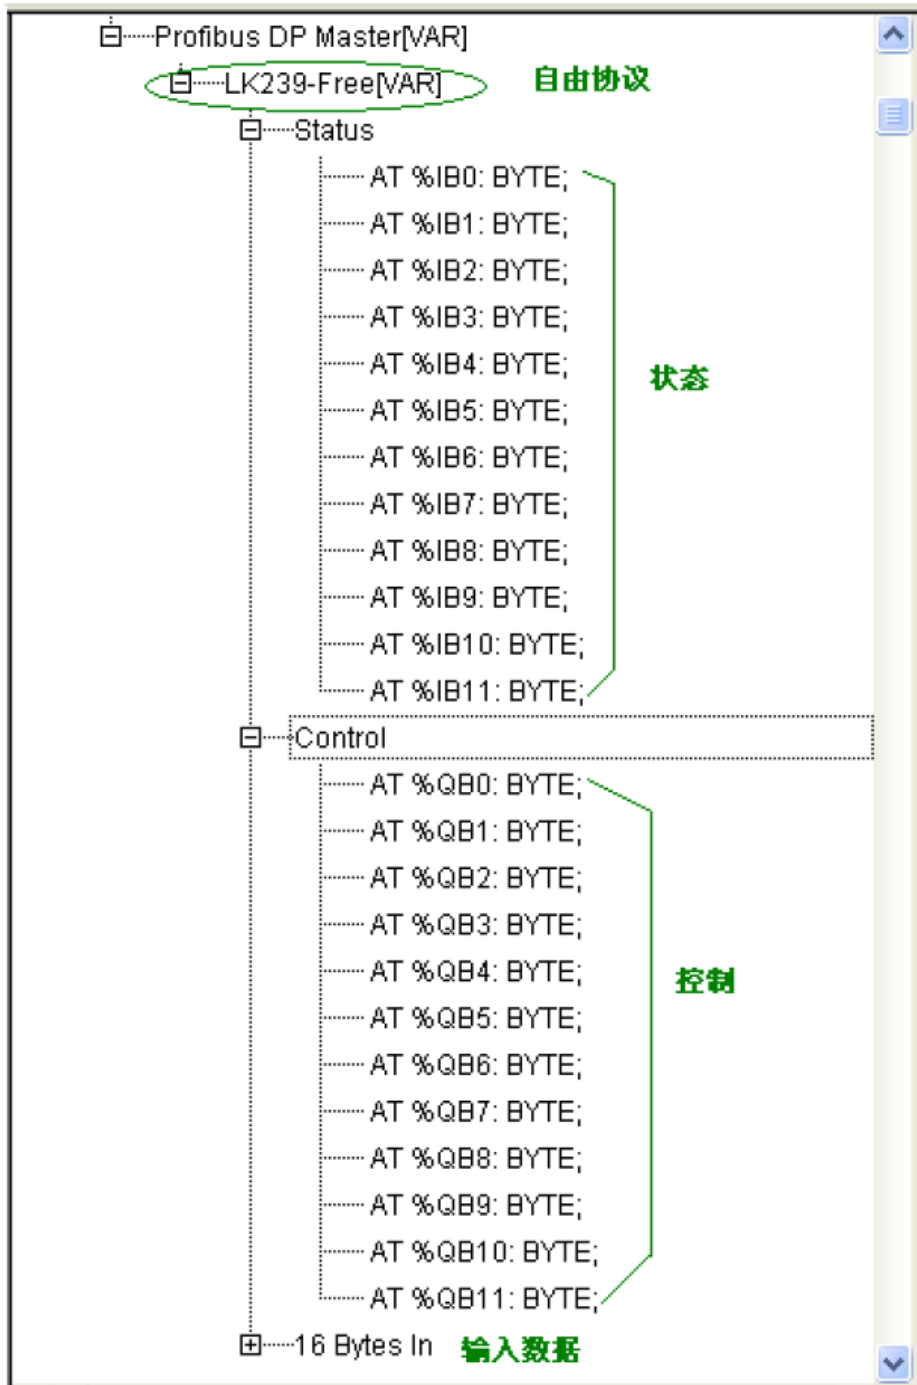 Profibus DP Master[VAR]
LK239-Free[VAR] 自由协议
Status
AT %IB0: BYTE;
AT %IB1: BYTE;
AT %IB2: BYTE;
AT %IB3: BYTE;
AT %IB4: BYTE;
状态
AT %IB5: BYTE;
AT %IB6: BYTE;
AT %IB7: BYTE;
AT %IB8: BYTE;
AT %IB9: BYTE;
AT %IB10: BYTE;
AT %IB11: BYTE;
Control
AT %QB0: BYTE;
AT %QB1: BYTE;
AT %QB2: BYTE;
AT %QB3: BYTE;
AT %QB4: BYTE;
控制
AT %QB5: BYTE;
AT %QB6: BYTE;
AT %QB7: BYTE;
AT %QB8: BYTE;
AT %QB9: BYTE;
AT %QB10: BYTE;
AT %QB11: BYTE;
16 Bytes In 输入数据